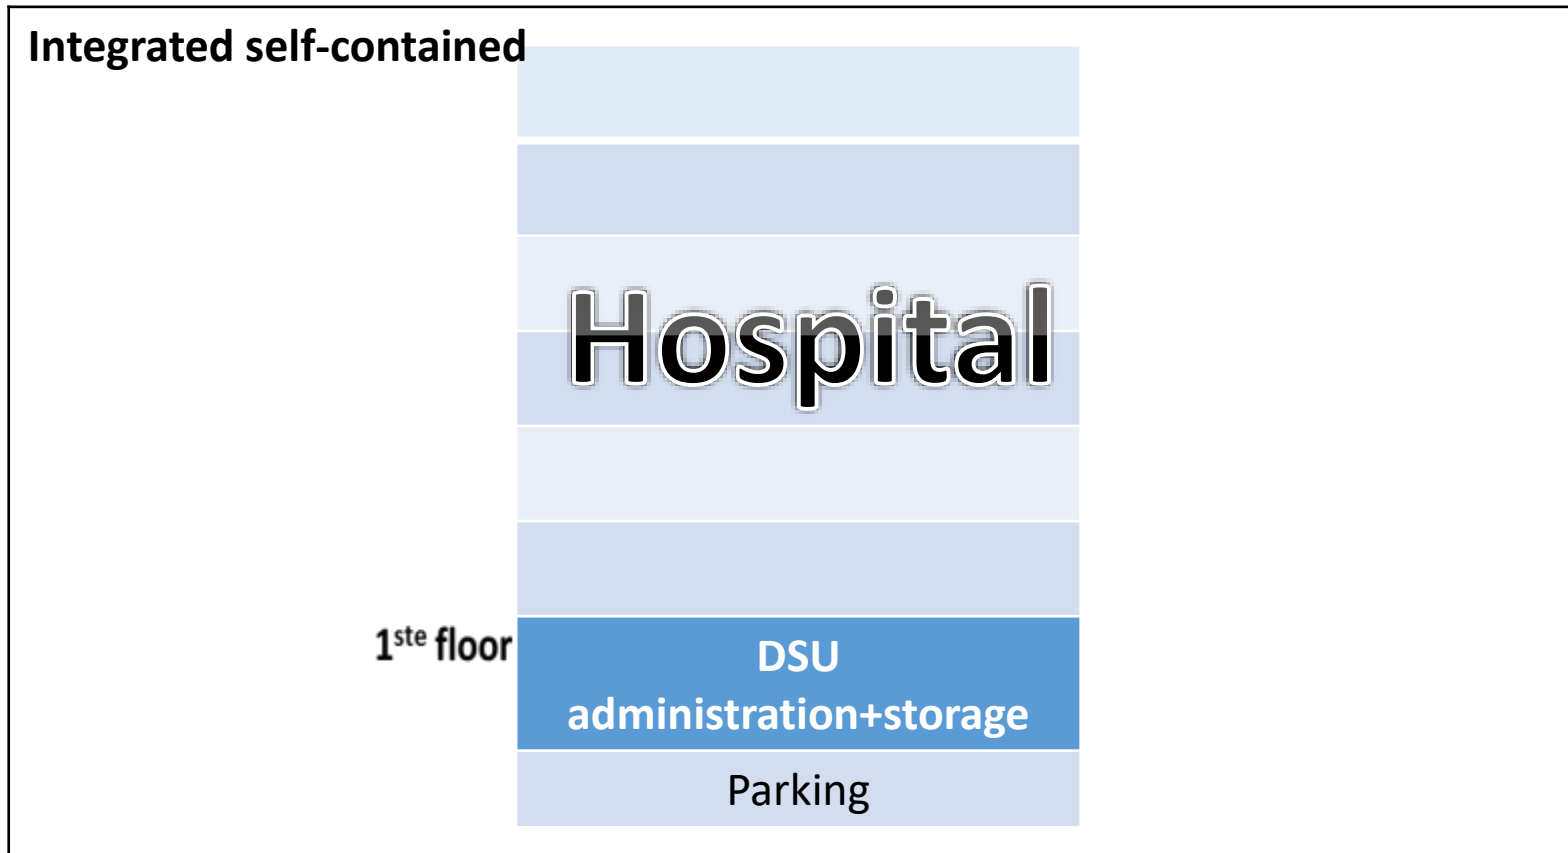 Integrated self-contained
Hospital
1ste floor
DSU
administration+storage
Parking